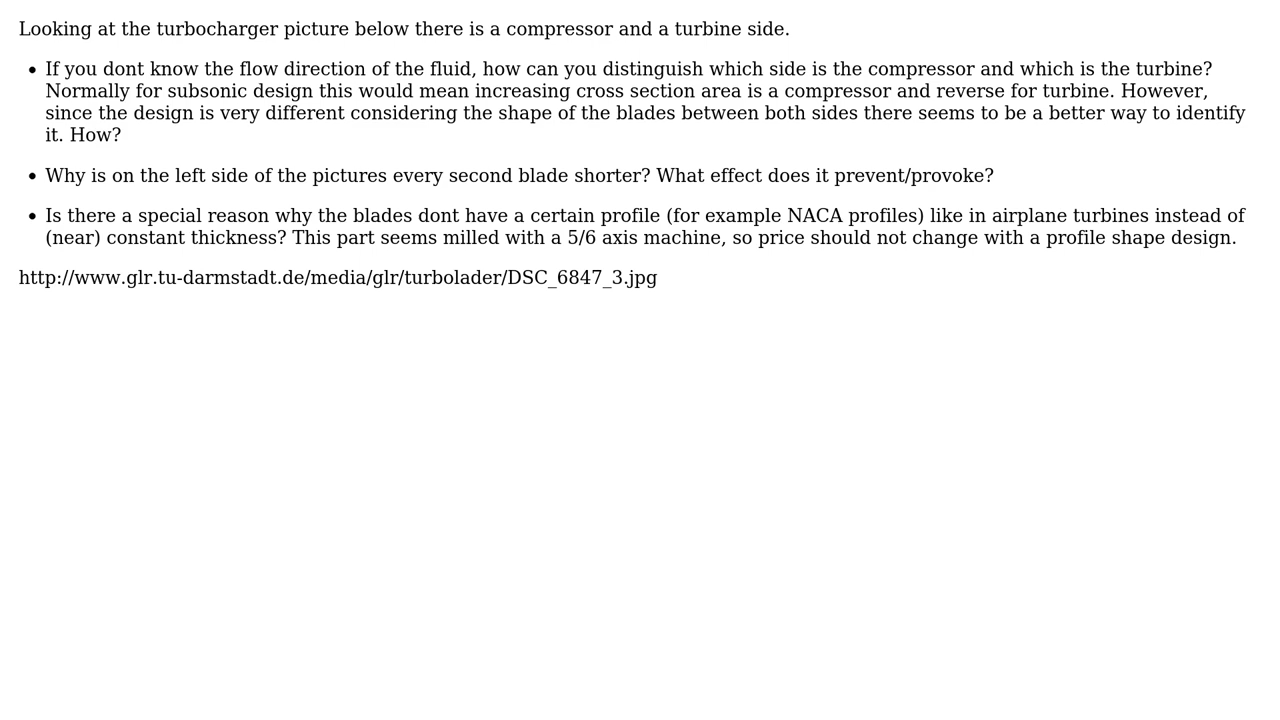 Looking at the turbocharger picture below there is a compressor and a turbine side.
• If you dont know the flow direction of the fluid, how can you distinguish which side is the compressor and which is the turbine?
Normally for subsonic design this would mean increasing cross section area is a compressor and reverse for turbine. However,
since the design is very different considering the shape of the blades between both sides there seems to be a better way to identify
it. How?
• Why is on the left side of the pictures every second blade shorter? What effect does it prevent/provoke?
• Is there a special reason why the blades dont have a certain profile (for example NACA profiles) like in airplane turbines instead of
(near) constant thickness? This part seems milled with a 5/6 axis machine, so price should not change with a profile shape design.
http://www.glr.tu-darmstadt.de/media/glr/turbolader/DSC_6847_3.jpg